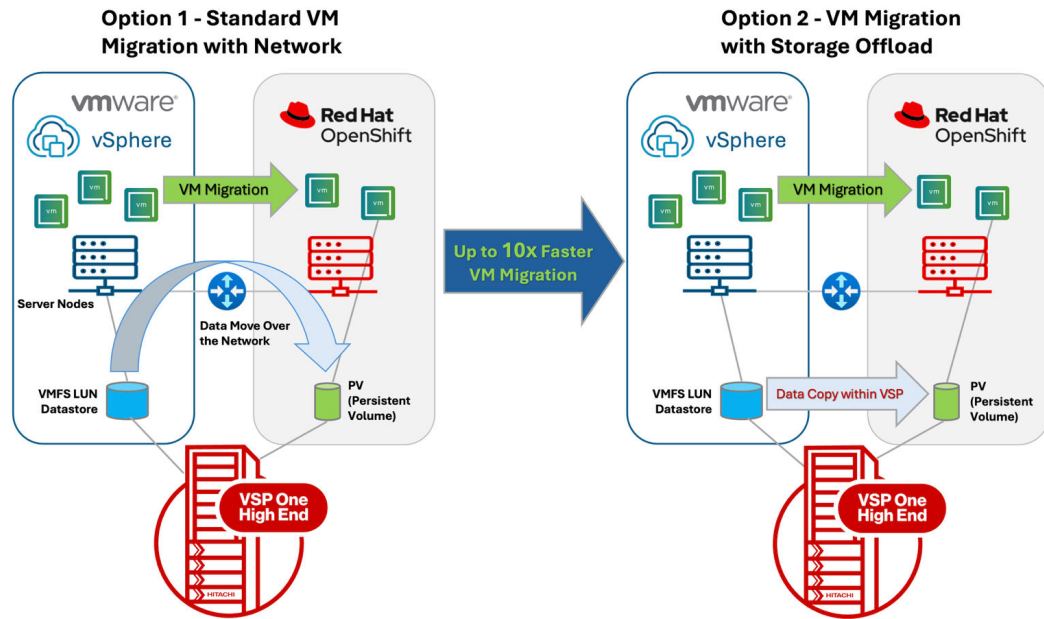 Option 1 - Standard VM
Migration with Network
vmware®
vSphere
Red Hat
OpenShift
vm
vm
vm
VM Migration
vm
vm
Server Nodes
Data Move Over
the Network
VMFS LUN
Datastore
PV
(Persistent
Volume)
VSP One
High End
HITACHI
Up to 10x Faster
VM Migration
Option 2 - VM Migration
with Storage Offload
vmware®
vSphere
Red Hat
OpenShift
vm
vm
vm
VM Migration
vm
vm
VMFS LUN
Datastore
Data Copy within VSP
PV
(Persistent
Volume)
VSP One
High End
HITACHI